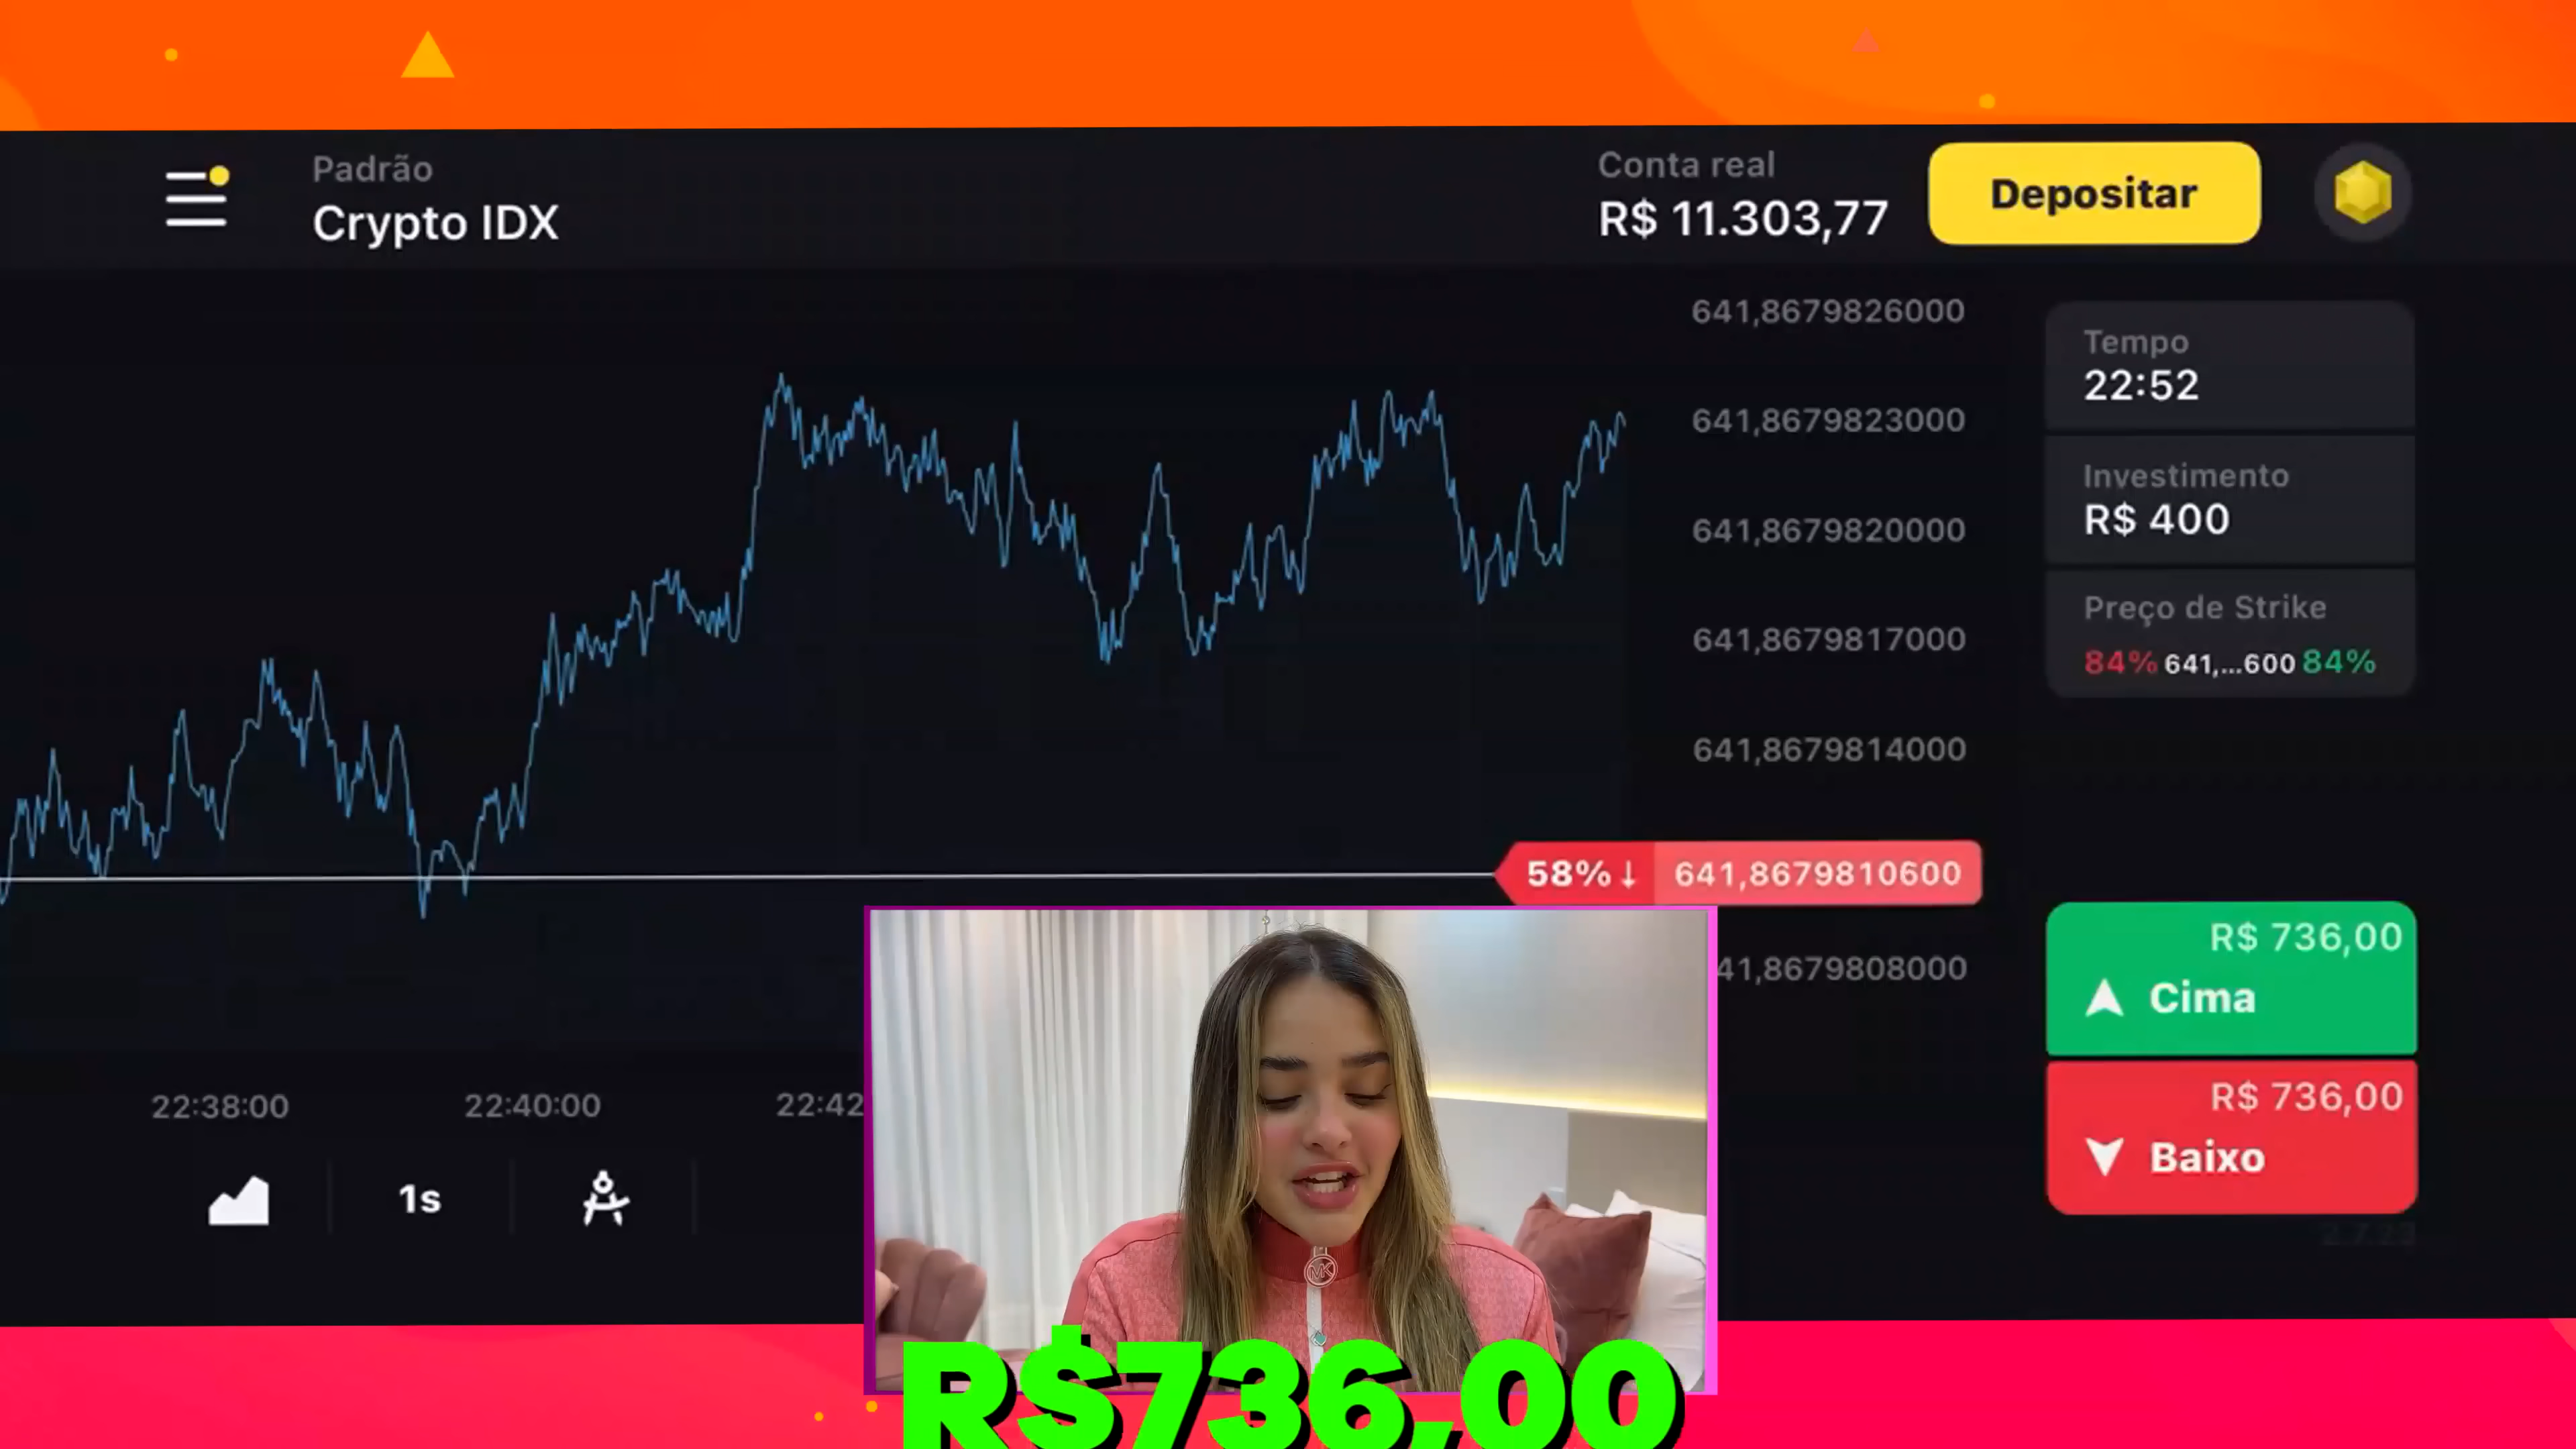 Padrão
Crypto IDX
Conta real
R$ 11.303,77
Depositar
641,8679826000
641,8679823000
641,8679820000
641,8679817000
641,8679814000
58%↓ 641,8679810600
41,8679808000
Tempo
22:52
Investimento
R$ 400
Preço de Strike
84% 641,...600 84%
R$ 736,00
Cima
R$ 736,00
Baixo
22:38:00 22:40:00 22:42
1s
MK
R$736,00